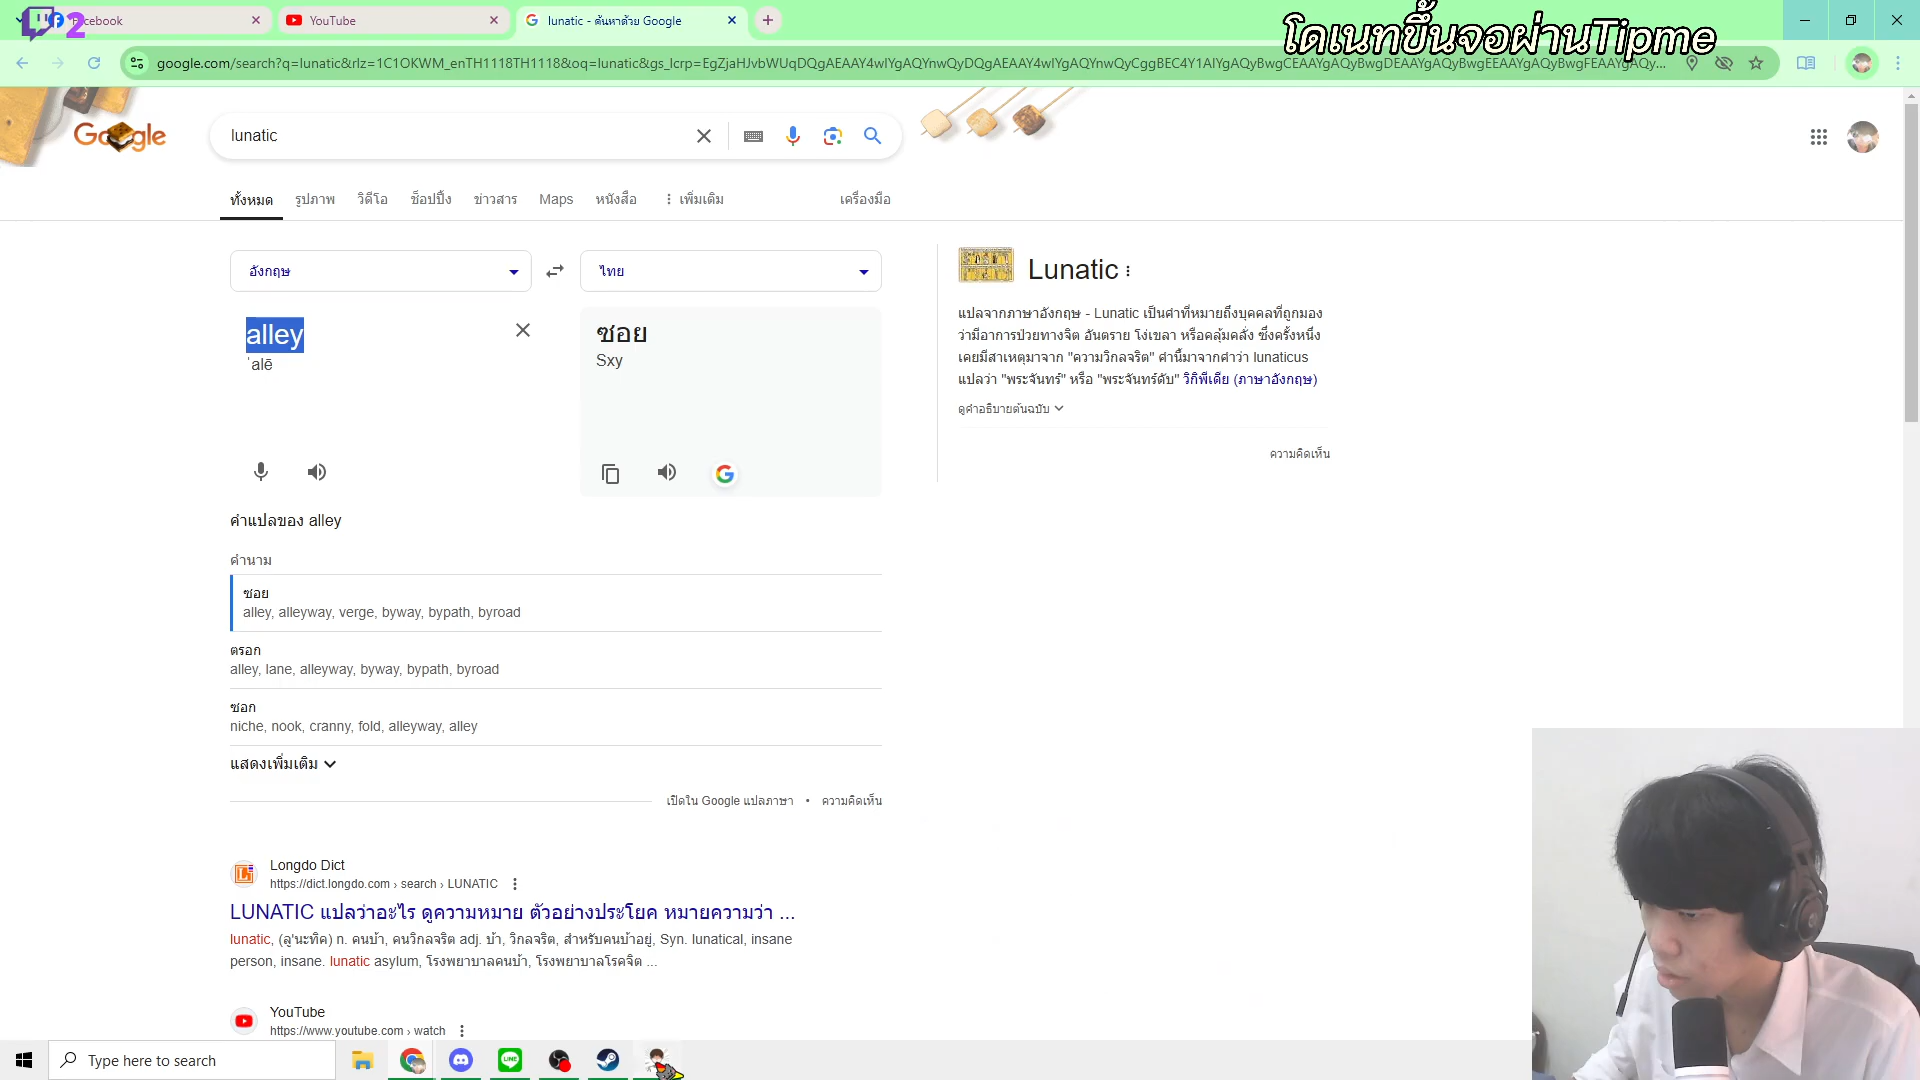 Facebook
2
YouTube
lunatic - ค้นหาด้วย Google
โดเนทขึ้นจอผ่านTipme
google.com/search?q=lunatic&rlz=1C1OKWM_enTH1118TH1118&oq=lunatic&gs_lcrp=EgZjaHJvbWUqDQgAEAAY4wIYgAQYnwQyDQgAEAAY4wIYgAQYnwQyCggBEC4Y1AIYgAQyBwgCEAAYgAQyBwgDEAAYgAQyBwgEEAAYgAQyBwgFEAAYgAQy...
Google
lunatic
ทั้งหมด
รูปภาพ
วิดีโอ
ช็อปปิ้ง
ข่าวสาร
Maps
หนังสือ
เพิ่มเติม
เครื่องมือ
อังกฤษ
ไทย
alley
ˈalē
ซอย
Sxy
คำแปลของ alley
คำนาม
ซอย
alley, alleyway, verge, byway, bypath, byroad
ตรอก
alley, lane, alleyway, byway, bypath, byroad
ซอก
niche, nook, cranny, fold, alleyway, alley
แสดงเพิ่มเติม
เปิดใน Google แปลภาษา • ความคิดเห็น
Lunatic
แปลจากภาษาอังกฤษ - Lunatic เป็นคำที่หมายถึงบุคคลที่ถูกมอง
ว่ามีอาการป่วยทางจิต อันตราย โง่เขลา หรือคลุ้มคลั่ง ซึ่งครั้งหนึ่ง
เคยมีสาเหตุมาจาก "ความวิกลจริต" คำนี้มาจากคำว่า lunaticus
แปลว่า "พระจันทร์" หรือ "พระจันทร์ดับ" วิกิพีเดีย (ภาษาอังกฤษ)
ดูคำอธิบายต้นฉบับ
ความคิดเห็น
Longdo Dict
https://dict.longdo.com › search › LUNATIC
LUNATIC แปลว่าอะไร ดูความหมาย ตัวอย่างประโยค หมายความว่า ...
lunatic, (ลู'นะทิค) n. คนบ้า, คนวิกลจริต adj. บ้า, วิกลจริต, สำหรับคนบ้าอยู่, Syn. lunatical, insane
person, insane. lunatic asylum, โรงพยาบาลคนบ้า, โรงพยาบาลโรคจิต ...
YouTube
https://www.youtube.com › watch
Type here to search
LINE